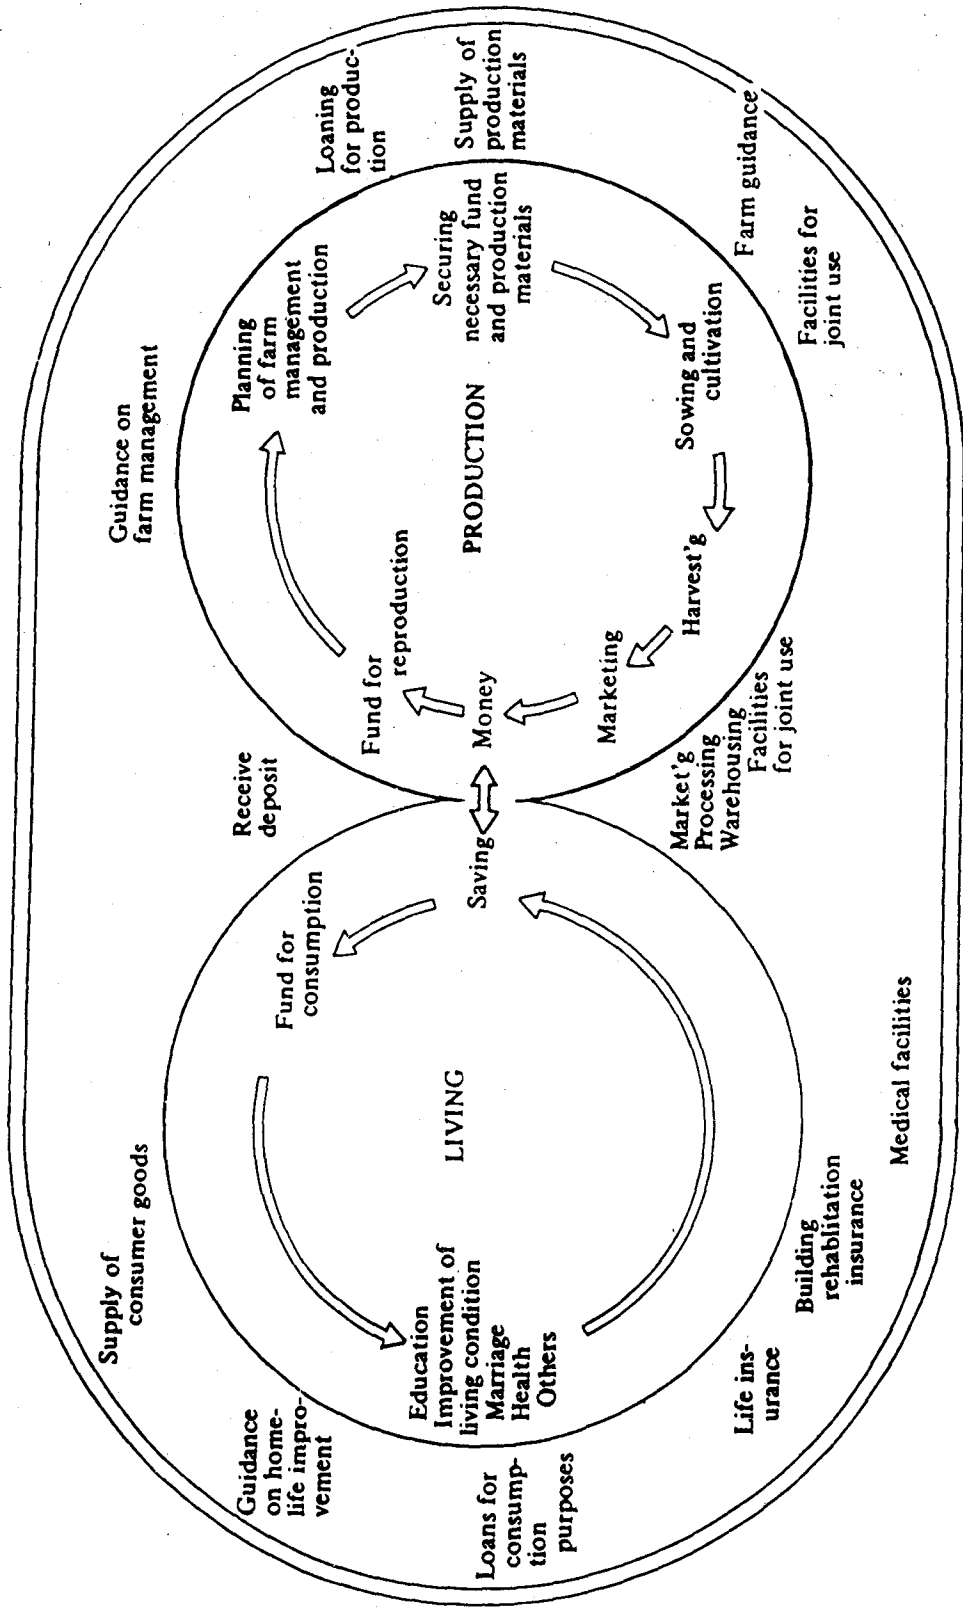 Supply of
consumer goods
Guidance on
farm management
Guidance
on home-
life impro-
vement
Receive
deposit
Loaning
for produc-
tion
Loans for
consump-
tion
purposes
Supply of
production
materials
Life ins-
urance
Building
rehablitation
insurance
Medical facilities
Market'g
Processing
Warehousing
Facilities
for joint use
Farm guidance
Facilities for
joint use
LIVING
Fund for
consumption
Education
Improvement of
living condition
Marriage
Health
Others
Saving
PRODUCTION
Money
Fund for
reproduction
Planning
of farm
management
and production
Securing
necessary fund
and production
materials
Sowing and
cultivation
Harvest'g
Marketing